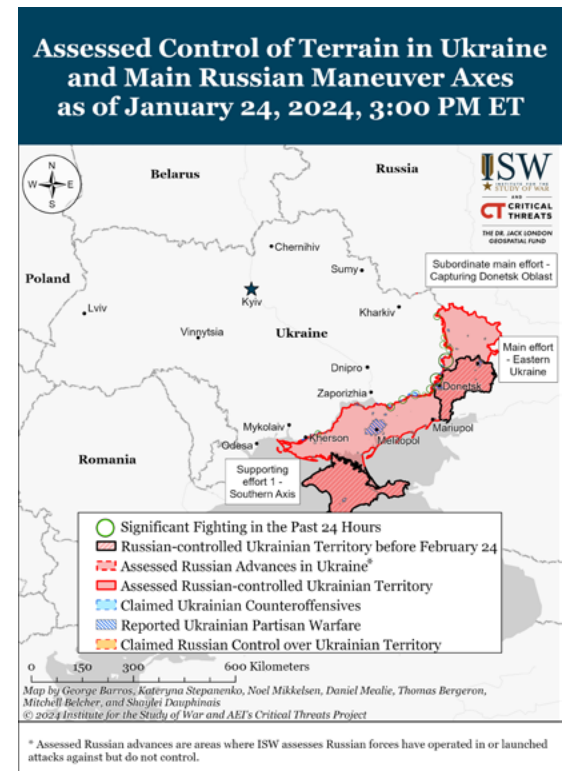 Assessed Control of Terrain in Ukraine
and Main Russian Maneuver Axes
as of January 24, 2024, 3:00 PM ET
N
W
E
S
Belarus
Russia
ISW
INSTITUTE FOR THE
STUDY OF WAR
AND
CT CRITICAL
THREATS
THE DR. JACK LONDON
GEOSPATIAL FUND
Chernihiv
Subordinate main effort -
Capturing Donetsk Oblast
Sumy
Poland
Kyiv
Lviv
Kharkiv
Vinnytsia
Ukraine
Main effort
- Eastern
Ukraine
Dnipro
Donetsk
Zaporizhia
Mykolaiv
Mariupol
Kherson
Melitopol
Odesa
Romania
Supporting
effort 1 -
Southern Axis
Significant Fighting in the Past 24 Hours
Russian-controlled Ukrainian Territory before February 24
Assessed Russian Advances in Ukraine*
Assessed Russian-controlled Ukrainian Territory
Claimed Ukrainian Counteroffensives
Reported Ukrainian Partisan Warfare
Claimed Russian Control over Ukrainian Territory
0 150 300 600 Kilometers
Map by George Barros, Kateryna Stepanenko, Noel Mikkelsen, Daniel Mealie, Thomas Bergeron,
Mitchell Belcher, and Shaylei Dauphinais
© 2024 Institute for the Study of War and AEI's Critical Threats Project
* Assessed Russian advances are areas where ISW assesses Russian forces have operated in or launched
attacks against but do not control.